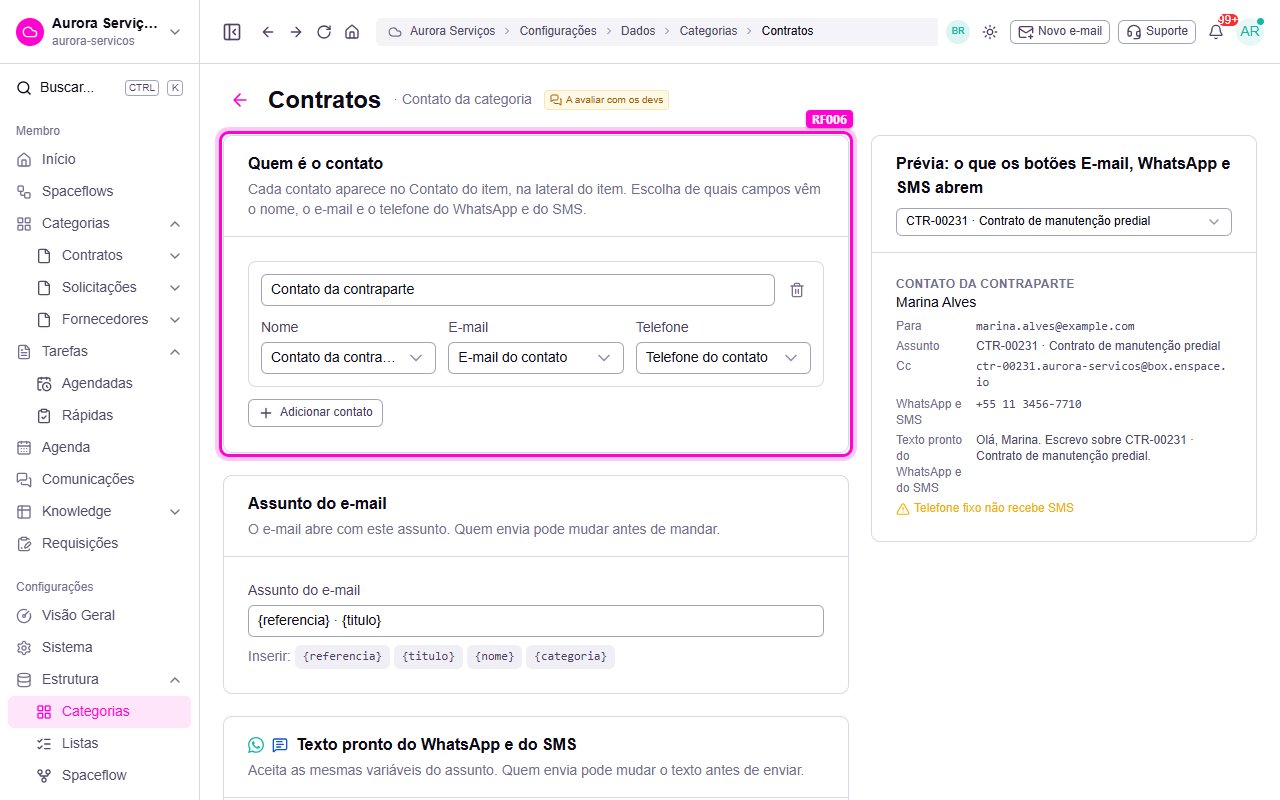 Aurora Serviç...
aurora-servicos
Aurora Serviços
Configurações
Dados
Categorias
Contratos
BR
Novo e-mail
Suporte
99+
AR
Buscar...
CTRL
K
Membro
Início
Spaceflows
Categorias
Contratos
Solicitações
Fornecedores
Tarefas
Agendadas
Rápidas
Agenda
Comunicações
Knowledge
Requisições
Configurações
Visão Geral
Sistema
Estrutura
Categorias
Listas
Spaceflow
Contratos
· Contato da categoria
A avaliar com os devs
RF006
Quem é o contato
Cada contato aparece no Contato do item, na lateral do item. Escolha de quais campos vêm
o nome, o e-mail e o telefone do WhatsApp e do SMS.
Contato da contraparte
Nome
E-mail
Telefone
Contato da contra...
E-mail do contato
Telefone do contato
Adicionar contato
Assunto do e-mail
O e-mail abre com este assunto. Quem envia pode mudar antes de mandar.
Assunto do e-mail
{referencia} · {titulo}
Inserir: {referencia} {titulo} {nome} {categoria}
Texto pronto do WhatsApp e do SMS
Aceita as mesmas variáveis do assunto. Quem envia pode mudar o texto antes de enviar.
Prévia: o que os botões E-mail, WhatsApp e
SMS abrem
CTR-00231 · Contrato de manutenção predial
CONTATO DA CONTRAPARTE
Marina Alves
Para
marina.alves@example.com
Assunto
CTR-00231 · Contrato de manutenção predial
Cc
ctr-00231.aurora-servicos@box.enspace.
io
WhatsApp e
SMS
+55 11 3456-7710
Texto pronto
do
WhatsApp e
do SMS
Olá, Marina. Escrevo sobre CTR-00231 ·
Contrato de manutenção predial.
Telefone fixo não recebe SMS